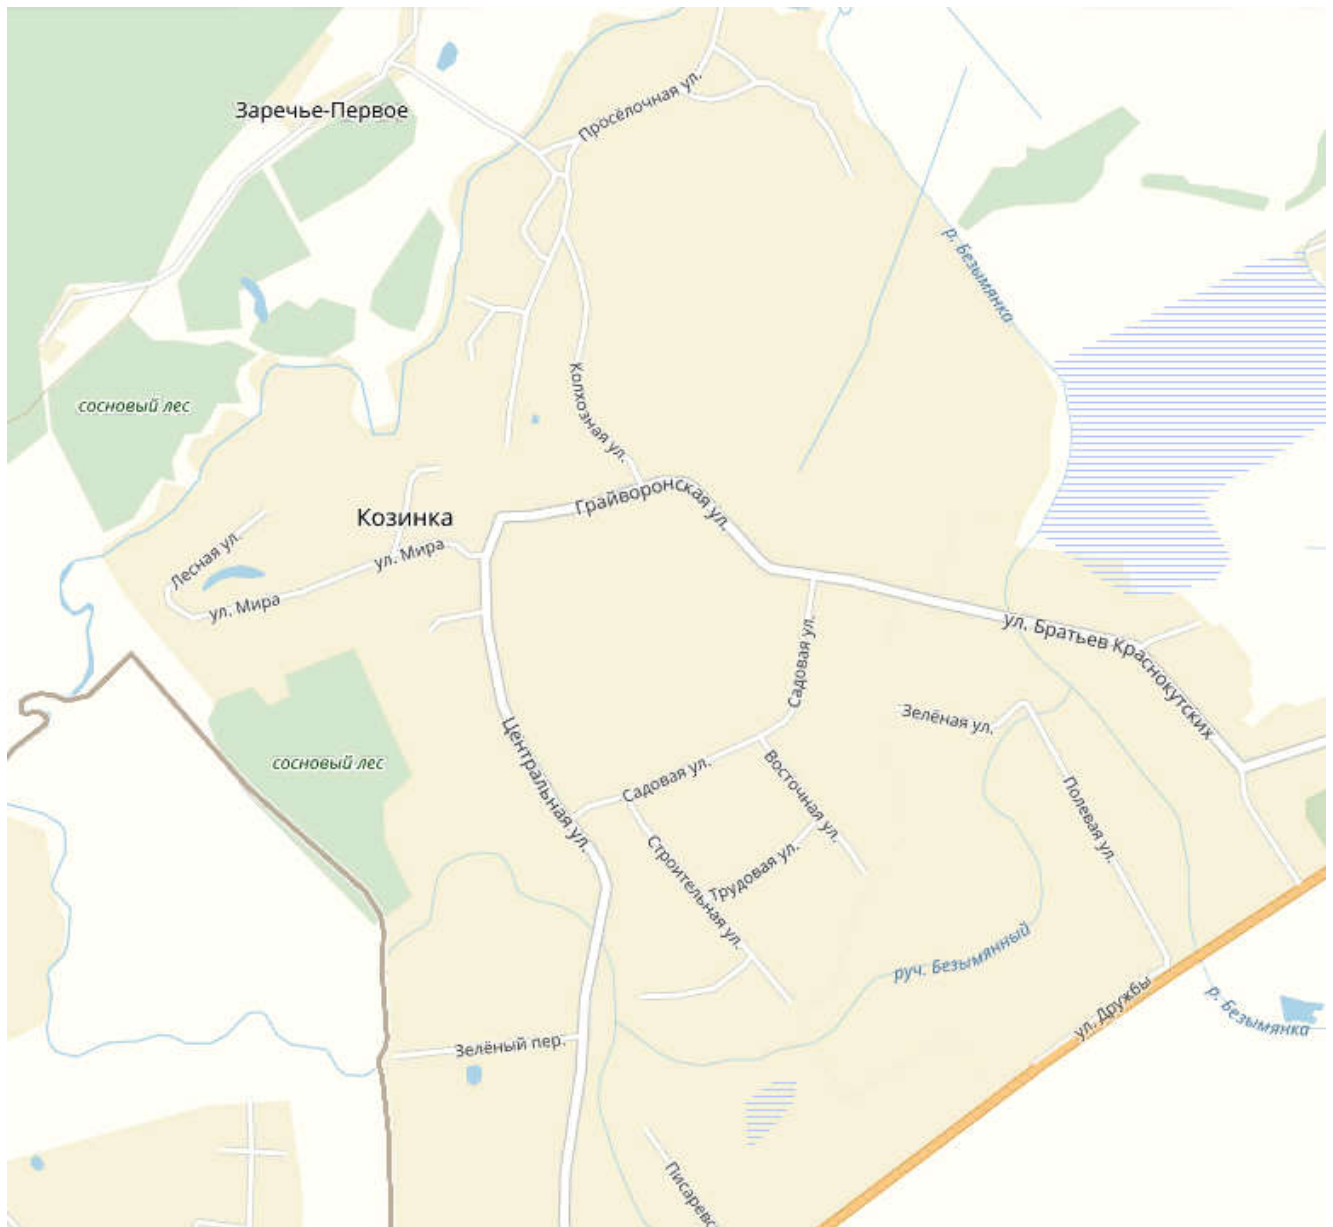 Заречье-Первое
Просёлочная ул.
р. Безымянка
сосновый лес
Колхозная ул.
Грайворонская ул.
Козинка
Лесная ул.
ул. Мира
ул. Мира
ул. Братьев Краснокутских
Садовая ул.
Зелёная ул.
сосновый лес
Центральная ул.
Садовая ул.
Восточная ул.
Полевая ул.
Строительная ул.
Трудовая ул.
руч. Безымянный
ул. Дружбы
р. Безымянка
Зелёный пер.
Писаревс